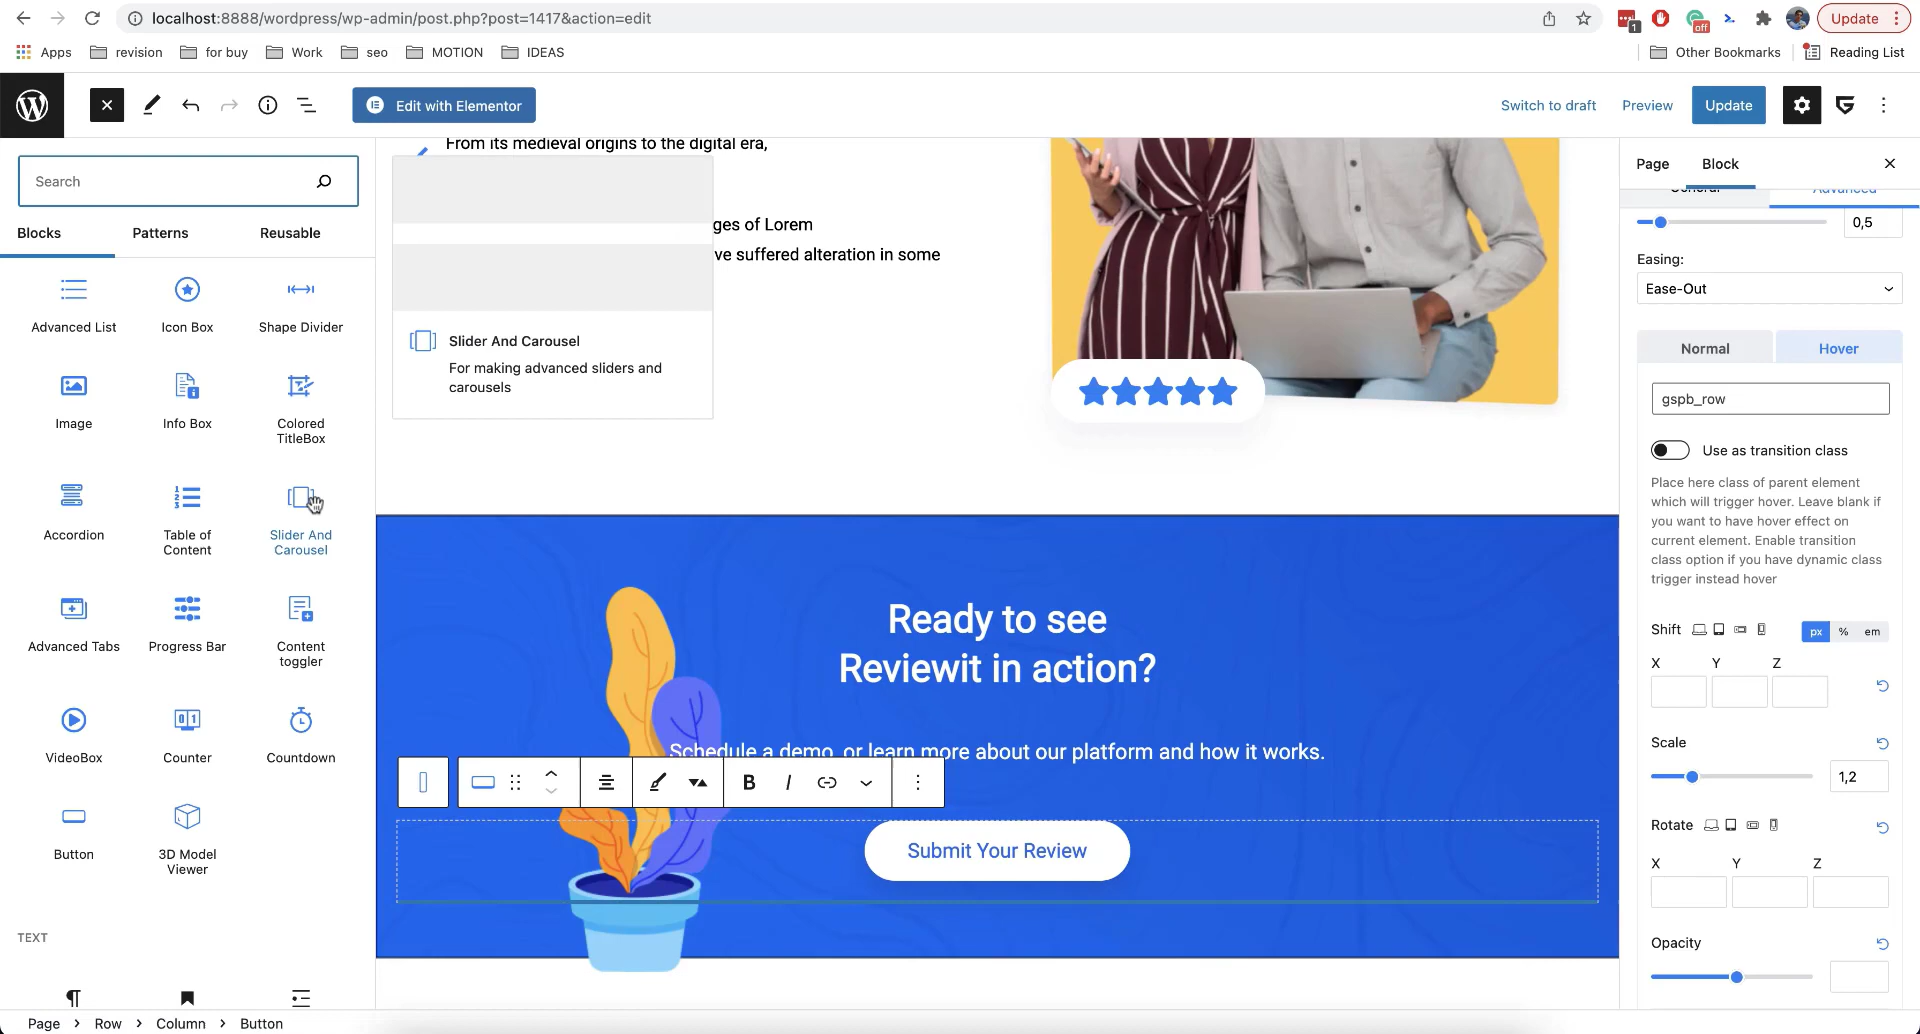 localhost:8888/wordpress/wp-admin/post.php?post=1417&action=edit
1
off
Update
Apps
revision
for buy
Work
seo
MOTION
IDEAS
Other Bookmarks
Reading List
Edit with Elementor
Switch to draft
Preview
Update
Search
Blocks
Patterns
Reusable
Advanced List
Icon Box
Shape Divider
Image
Info Box
Colored
TitleBox
Accordion
Table of
Content
Slider And
Carousel
Advanced Tabs
Progress Bar
Content
toggler
VideoBox
Counter
Countdown
Button
3D Model
Viewer
TEXT
From its medieval origins to the digital era,
ges of Lorem
ve suffered alteration in some
Slider And Carousel
For making advanced sliders and
carousels
Ready to see
Reviewit in action?
Schedule a demo, or learn more about our platform and how it works.
B
I
Submit Your Review
Page
Block
General
Advanced
0,5
Easing:
Ease-Out
Normal
Hover
gspb_row
Use as transition class
Place here class of parent element
which will trigger hover. Leave blank if
you want to have hover effect on
current element. Enable transition
class option if you have dynamic class
trigger instead hover
Shift
px
%
em
X
Y
Z
Scale
1,2
Rotate
X
Y
Z
Opacity
Page › Row › Column › Button